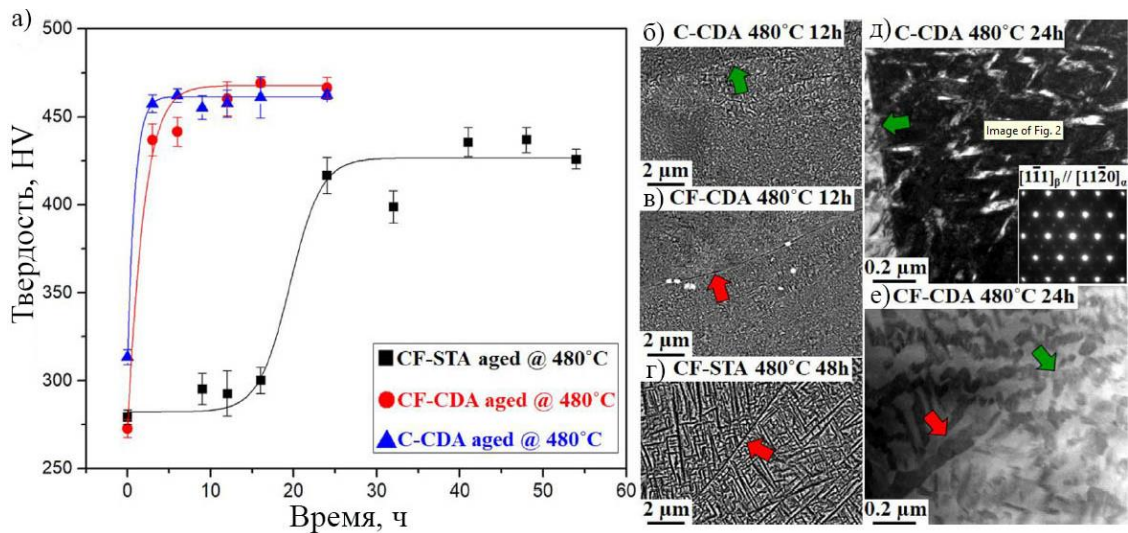 а)
500
450
400
350
300
250
Твердость, HV
0
10
20
30
40
50
60
Время, ч
CF-STA aged @ 480°C
CF-CDA aged @ 480°C
C-CDA aged @ 480°C
б) C-CDA 480°C 12h
2 µm
в) CF-CDA 480°C 12h
2 µm
г) CF-STA 480°C 48h
2 µm
д) C-CDA 480°C 24h
Image of Fig. 2
[11̄1]β // [112̄0]α
0.2 µm
е) CF-CDA 480°C 24h
0.2 µm